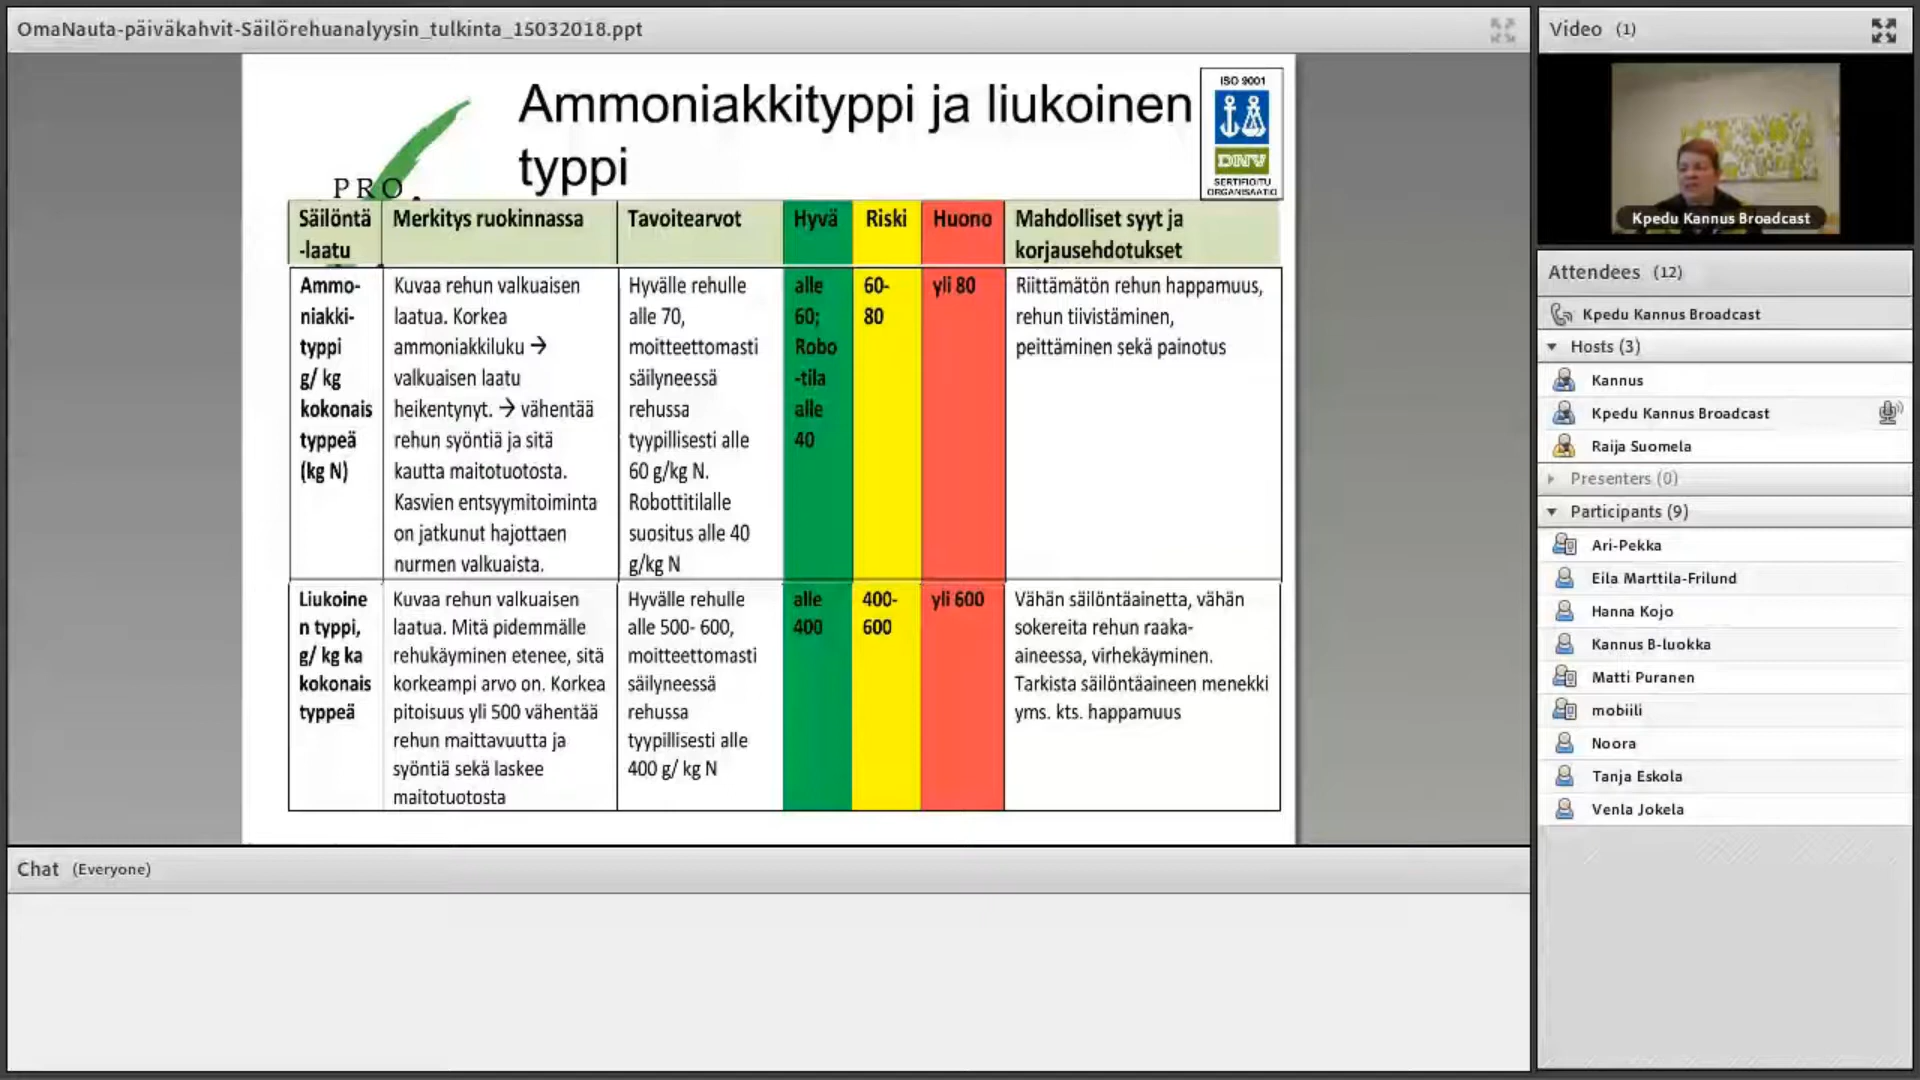 OmaNauta-päiväkahvit-Säilörehuanalyysin_tulkinta_15032018.ppt
Ammoniakkityppi ja liukoinen
typpi
PRO
ISO 9001
DNV
SERTIFIOITU
ORGANISAATIO
Säilöntä
-laatu
Merkitys ruokinnassa
Tavoitearvot
Hyvä
Riski
Huono
Mahdolliset syyt ja
korjausehdotukset
Ammo-
niakki-
typpi
g/ kg
kokonais
typpeä
(kg N)
Kuvaa rehun valkuaisen
laatua. Korkea
ammoniakkiluku →
valkuaisen laatu
heikentynyt. → vähentää
rehun syöntiä ja sitä
kautta maitotuotosta.
Kasvien entsyymitoiminta
on jatkunut hajottaen
nurmen valkuaista.
Hyvälle rehulle
alle 70,
moitteettomasti
säilyneessä
rehussa
tyypillisesti alle
60 g/kg N.
Robottitilalle
suositus alle 40
g/kg N
alle
60;
Robo
-tila
alle
40
60-
80
yli 80
Riittämätön rehun happamuus,
rehun tiivistäminen,
peittäminen sekä painotus
Liukoine
n typpi,
g/ kg ka
kokonais
typpeä
Kuvaa rehun valkuaisen
laatua. Mitä pidemmälle
rehukäyminen etenee, sitä
korkeampi arvo on. Korkea
pitoisuus yli 500 vähentää
rehun maittavuutta ja
syöntiä sekä laskee
maitotuotosta
Hyvälle rehulle
alle 500- 600,
moitteettomasti
säilyneessä
rehussa
tyypillisesti alle
400 g/ kg N
alle
400
400-
600
yli 600
Vähän säilöntäainetta, vähän
sokereita rehun raaka-
aineessa, virhekäyminen.
Tarkista säilöntäaineen menekki
yms. kts. happamuus
Chat (Everyone)
Video (1)
Kpedu Kannus Broadcast
Attendees (12)
Kpedu Kannus Broadcast
Hosts (3)
Kannus
Kpedu Kannus Broadcast
Raija Suomela
Presenters (0)
Participants (9)
Ari-Pekka
Eila Marttila-Frilund
Hanna Kojo
Kannus B-luokka
Matti Puranen
mobiili
Noora
Tanja Eskola
Venla Jokela